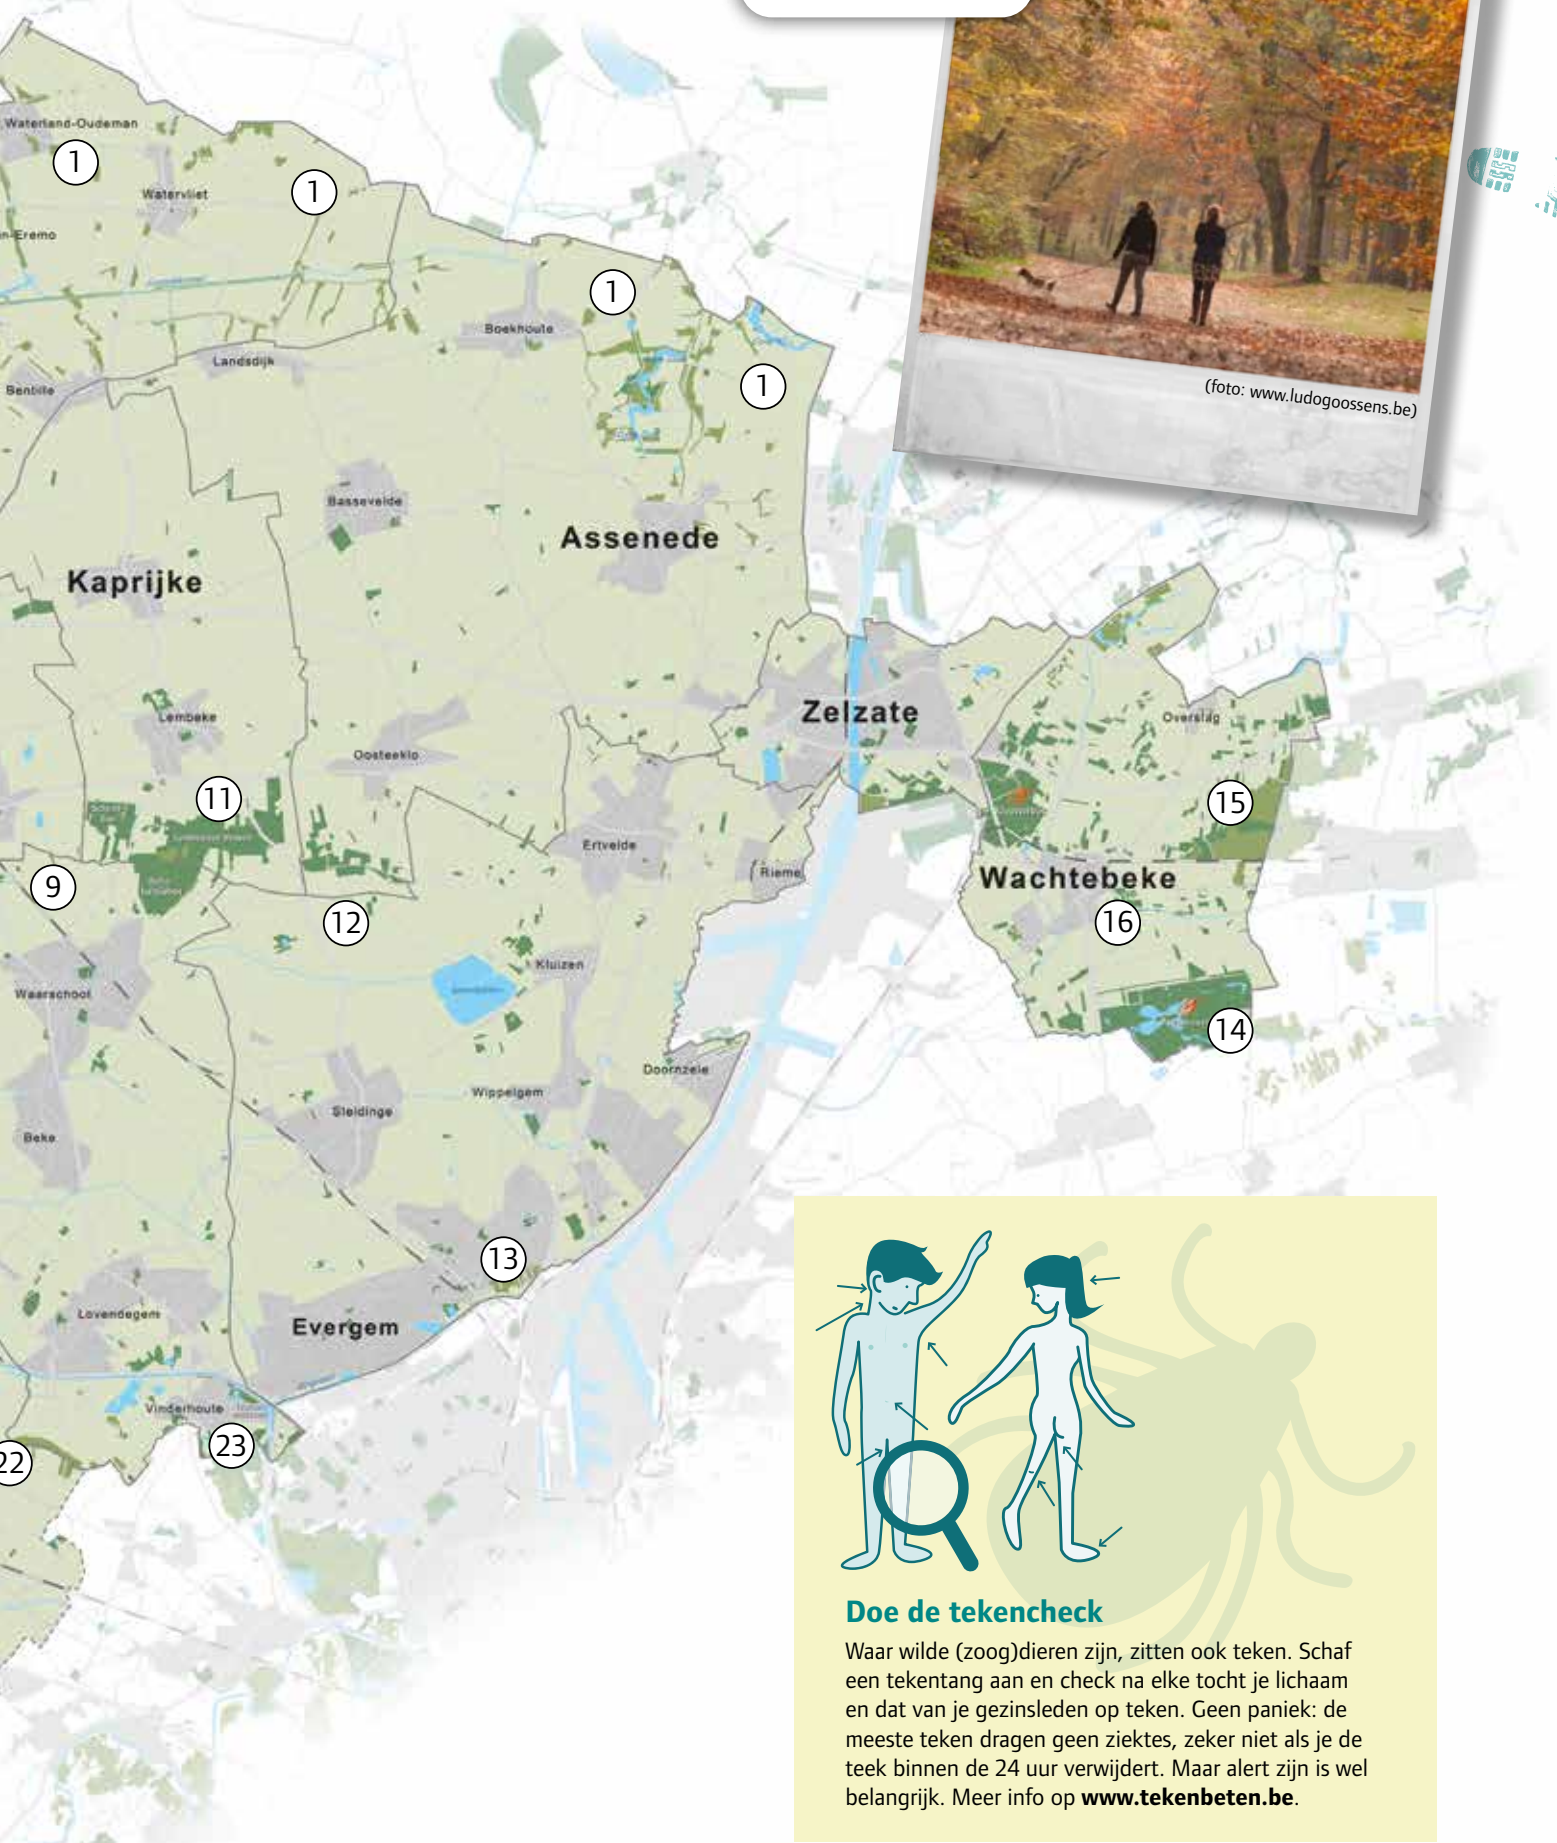 Waterland-Oudeman
1
Watervliet
1
n-Eremo
1
Boekhoute
Landsdijk
1
Bentille
(foto: www.ludogoossens.be)
Bassevelde
Assenede
Kaprijke
Lembeke
Zelzate
Overslag
Oosteeklo
11
15
Ertvelde
Rieme
9
Wachtebeke
12
16
Kluizen
Waarschoot
14
Doornzele
Wippelgem
Sleidinge
Beke
13
Lovendegem
Evergem
Vinderhoute
23
22
Doe de tekencheck
Waar wilde (zoog)dieren zijn, zitten ook teken. Schaf
een tekentang aan en check na elke tocht je lichaam
en dat van je gezinsleden op teken. Geen paniek: de
meeste teken dragen geen ziektes, zeker niet als je de
teek binnen de 24 uur verwijdert. Maar alert zijn is wel
belangrijk. Meer info op www.tekenbeten.be.